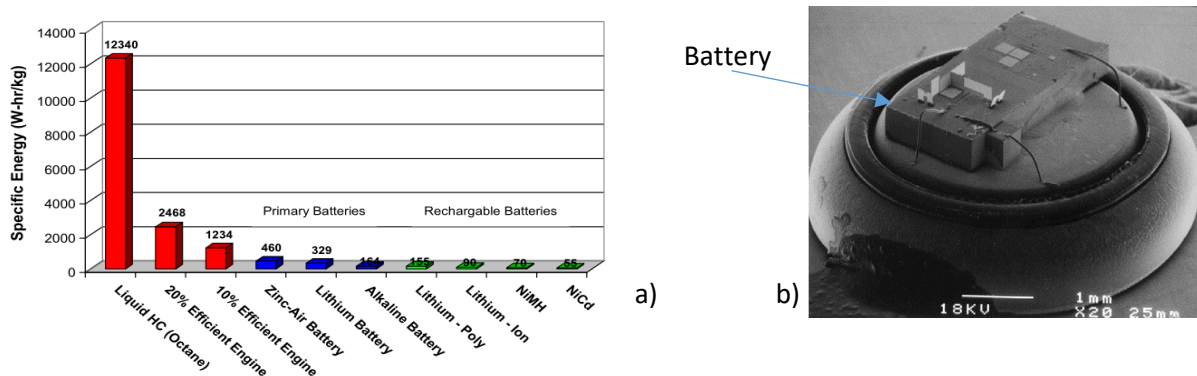 Specific Energy (W-hr/kg)
14000
12000
10000
8000
6000
4000
2000
0
12340
2468
1234
460
329
164
155
90
70
55
Primary Batteries
Rechargable Batteries
Liquid HC (Octane)
20% Efficient Engine
10% Efficient Engine
Zinc-Air Battery
Lithium Battery
Alkaline Battery
Lithium - Poly
Lithium - Ion
NiMH
NiCd
a)
Battery
b)
18KV
1mm
X20 25mm